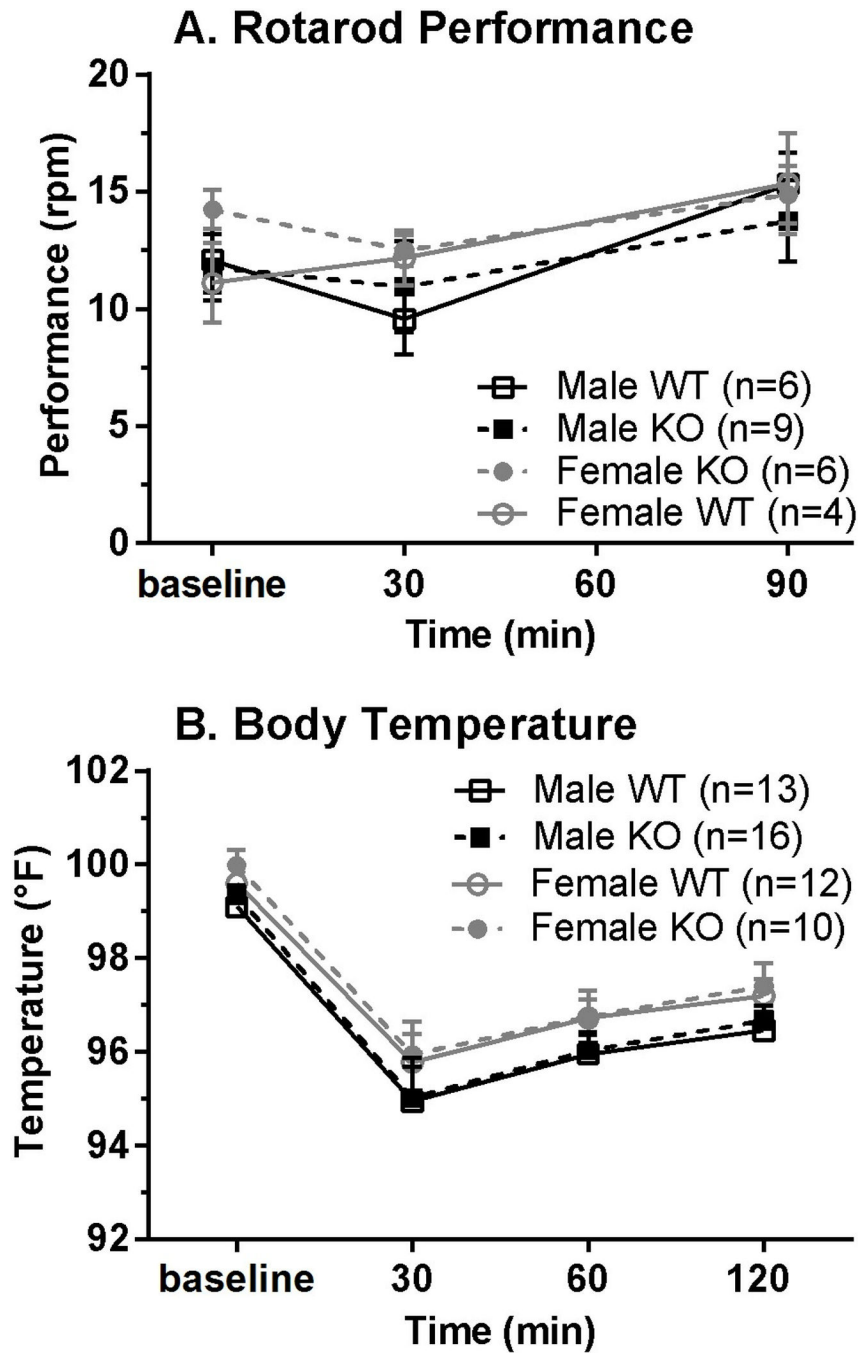 A. Rotarod Performance
20
15
10
5
0
Performance (rpm)
Male WT (n=6)
Male KO (n=9)
Female KO (n=6)
Female WT (n=4)
baseline 30 60 90
Time (min)
B. Body Temperature
102
100
98
96
94
92
Temperature (°F)
Male WT (n=13)
Male KO (n=16)
Female WT (n=12)
Female KO (n=10)
baseline 30 60 120
Time (min)